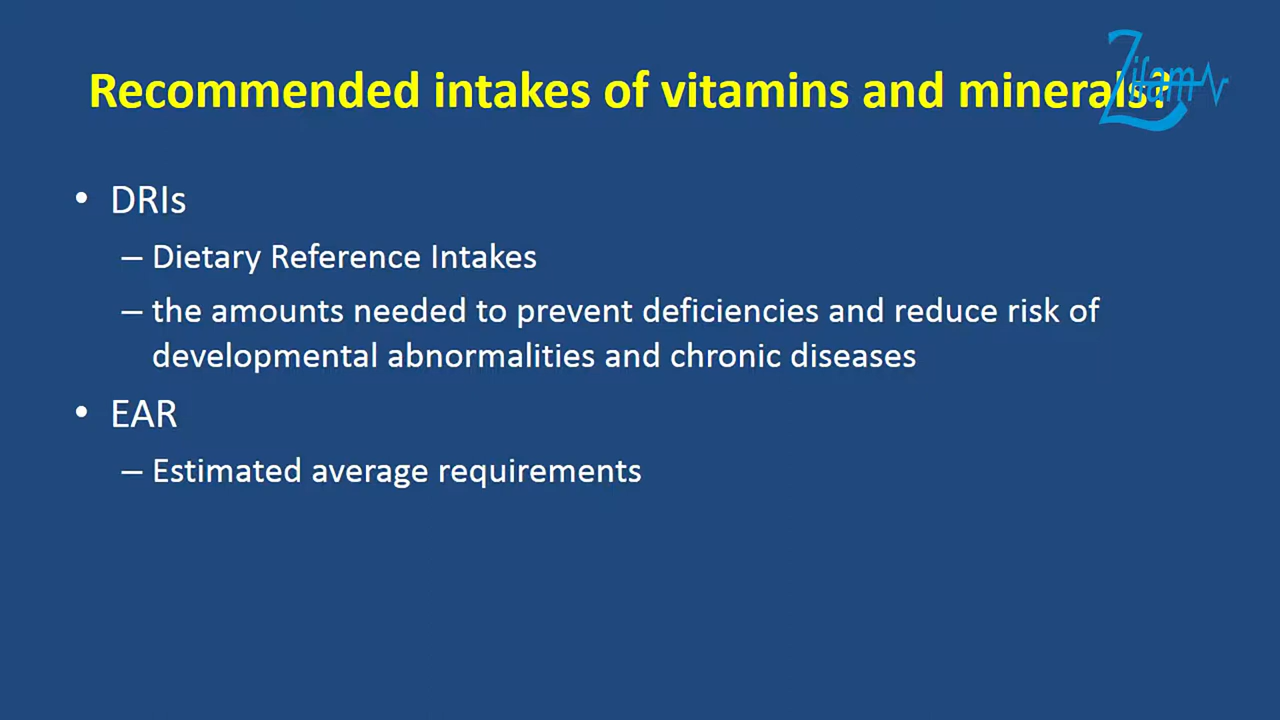 Recommended intakes of vitamins and minerals?
Zifam
• DRIs
– Dietary Reference Intakes
– the amounts needed to prevent deficiencies and reduce risk of
developmental abnormalities and chronic diseases
• EAR
– Estimated average requirements